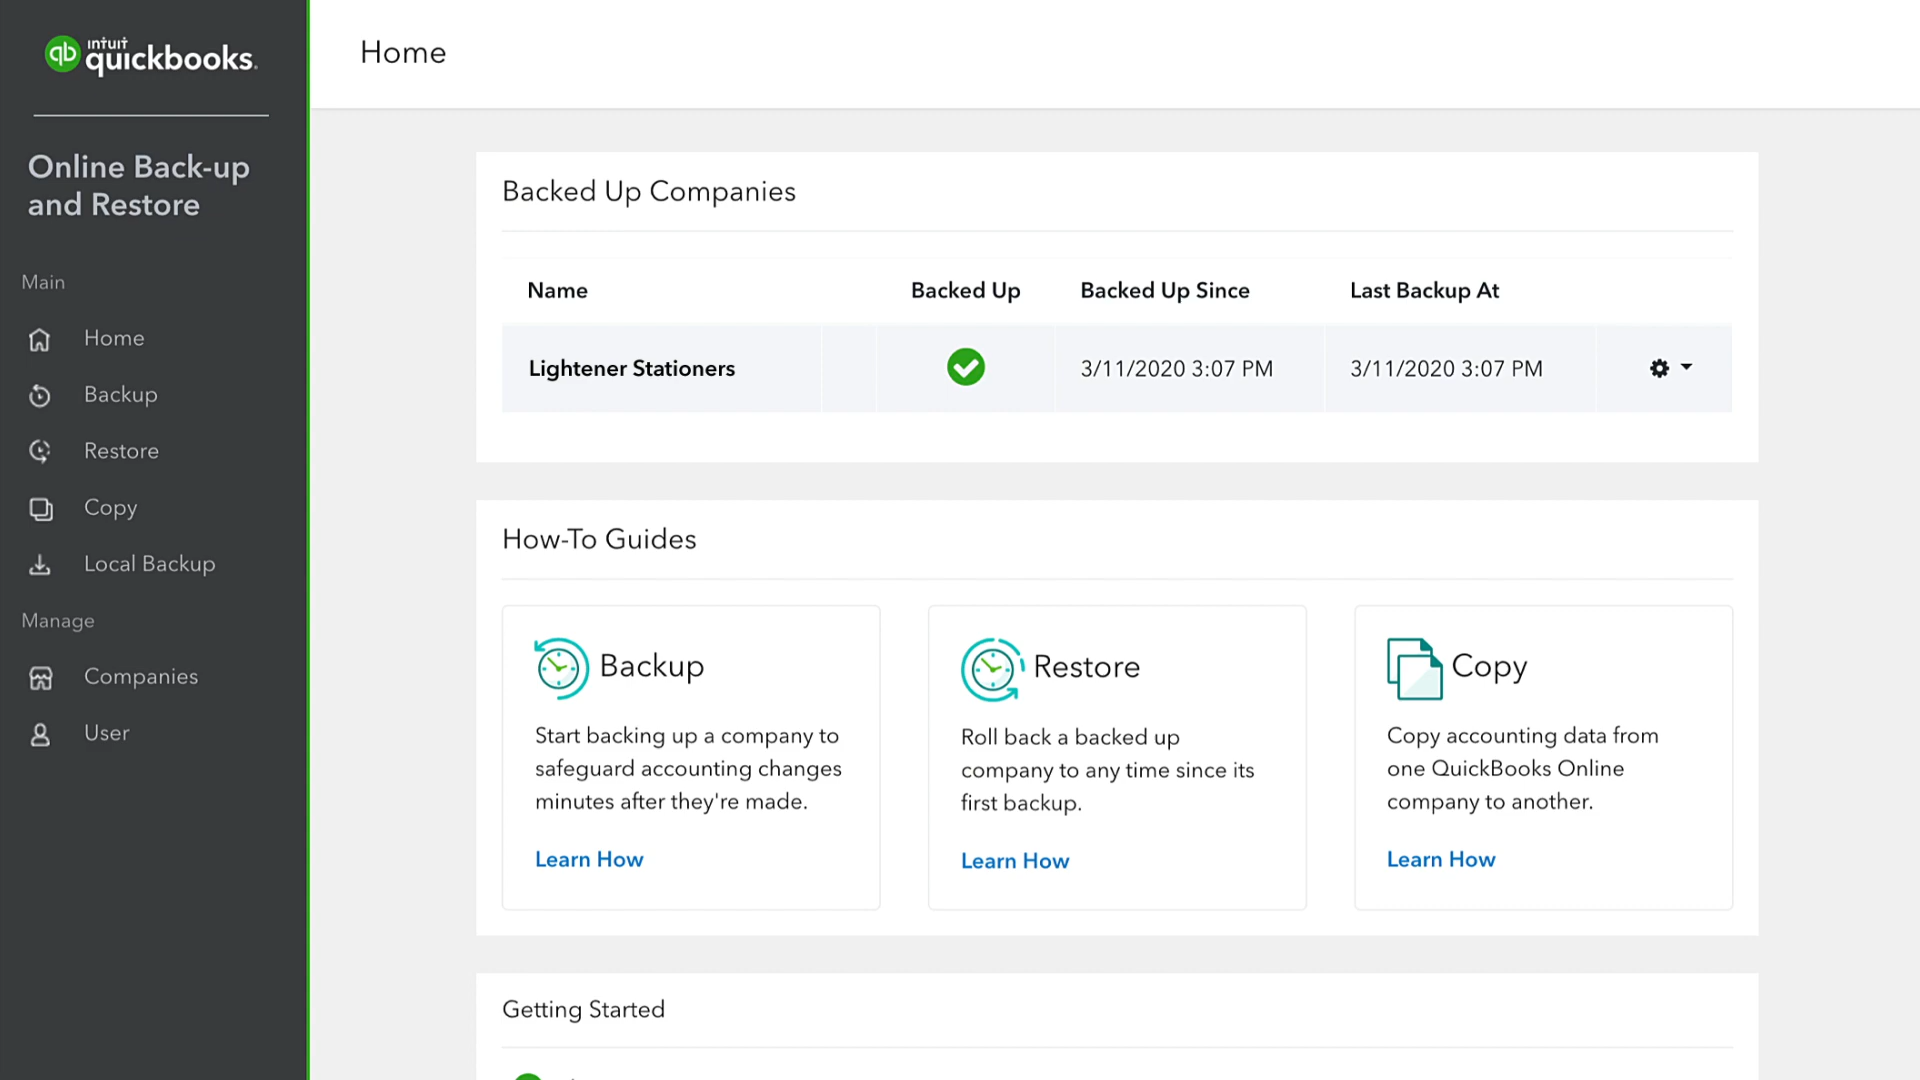 qb intuit quickbooks.
Online Back-up
and Restore
Main
Home
Backup
Restore
Copy
Local Backup
Manage
Companies
User
Home
Backed Up Companies
Name Backed Up Backed Up Since Last Backup At
Lightener Stationers 3/11/2020 3:07 PM 3/11/2020 3:07 PM
How-To Guides
Backup
Start backing up a company to
safeguard accounting changes
minutes after they're made.
Learn How
Restore
Roll back a backed up
company to any time since its
first backup.
Learn How
Copy
Copy accounting data from
one QuickBooks Online
company to another.
Learn How
Getting Started